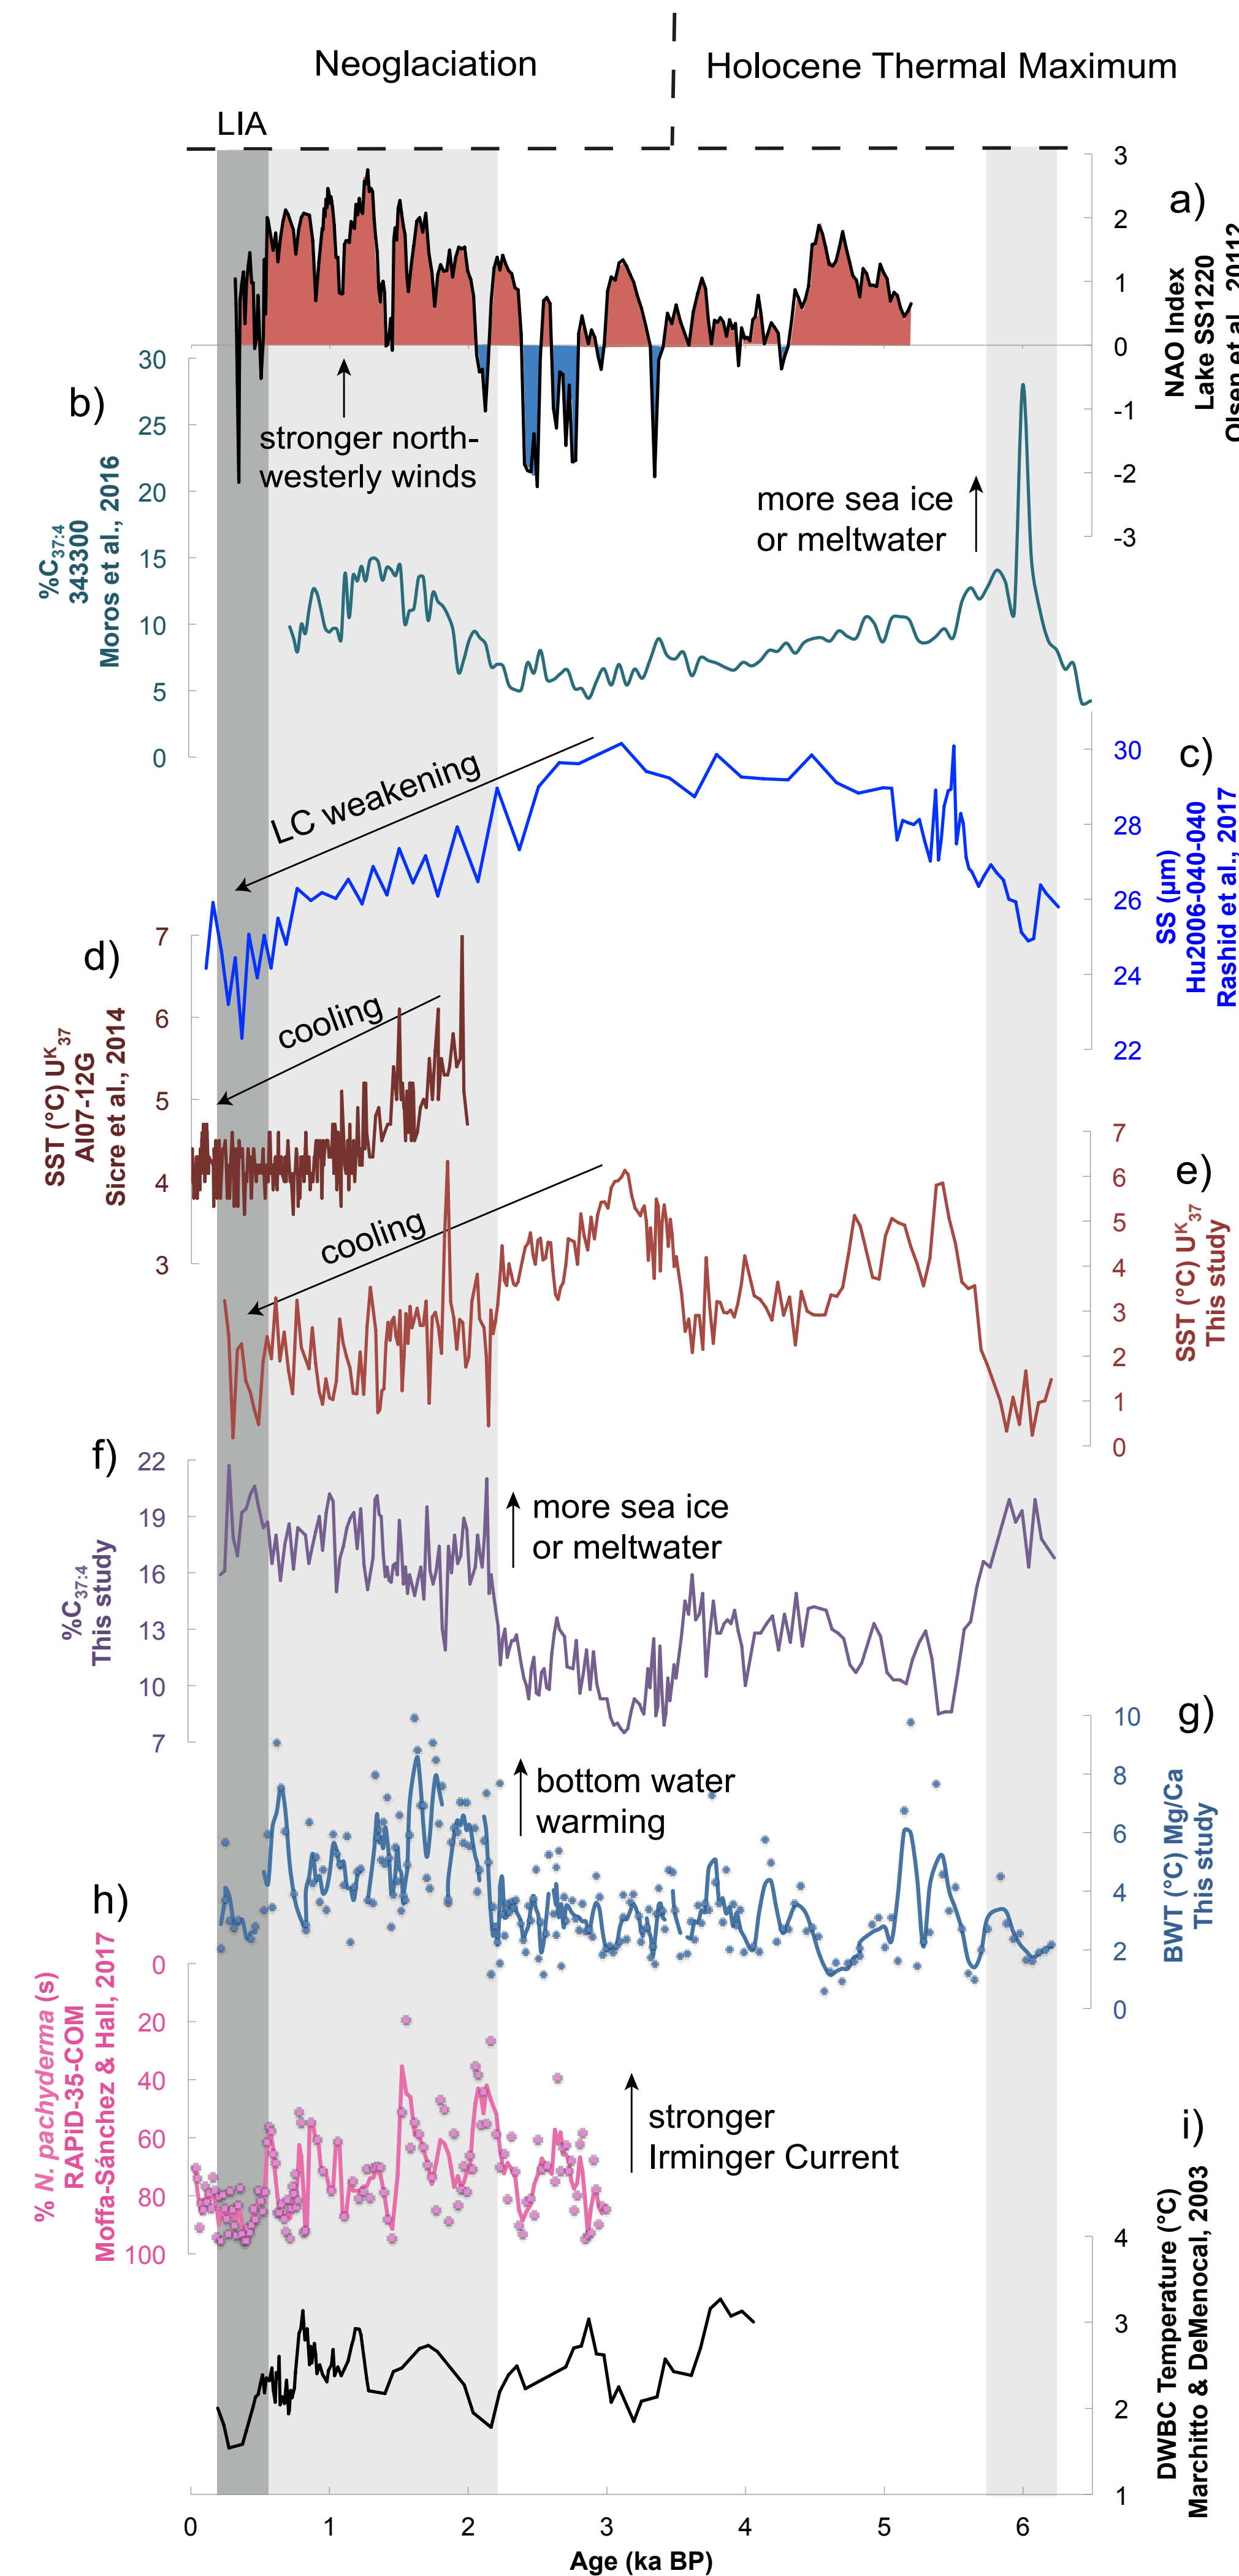 Neoglaciation
Holocene Thermal Maximum
LIA
a)
3
2
1
0
-1
-2
-3
NAO Index
Lake SS1220
Olsen et al., 20112
stronger north-
westerly winds
b)
30
25
20
15
10
5
0
%C37:4
343300
Moros et al., 2016
more sea ice
or meltwater
c)
30
28
26
24
22
SS (µm)
Hu2006-040-040
Rashid et al., 2017
LC weakening
d)
7
6
5
4
3
SST (°C) UK37
AI07-12G
Sicre et al., 2014
cooling
e)
7
6
5
4
3
2
1
0
SST (°C) UK37
This study
cooling
f)
22
19
16
13
10
7
%C37:4
This study
more sea ice
or meltwater
g)
10
8
6
4
2
0
BWT (°C) Mg/Ca
This study
bottom water
warming
h)
0
20
40
60
80
100
% N. pachyderma (s)
RAPiD-35-COM
Moffa-Sánchez & Hall, 2017
stronger
Irminger Current
i)
4
3
2
1
DWBC Temperature (°C)
Marchitto & DeMenocal, 2003
0 1 2 3 4 5 6
Age (ka BP)